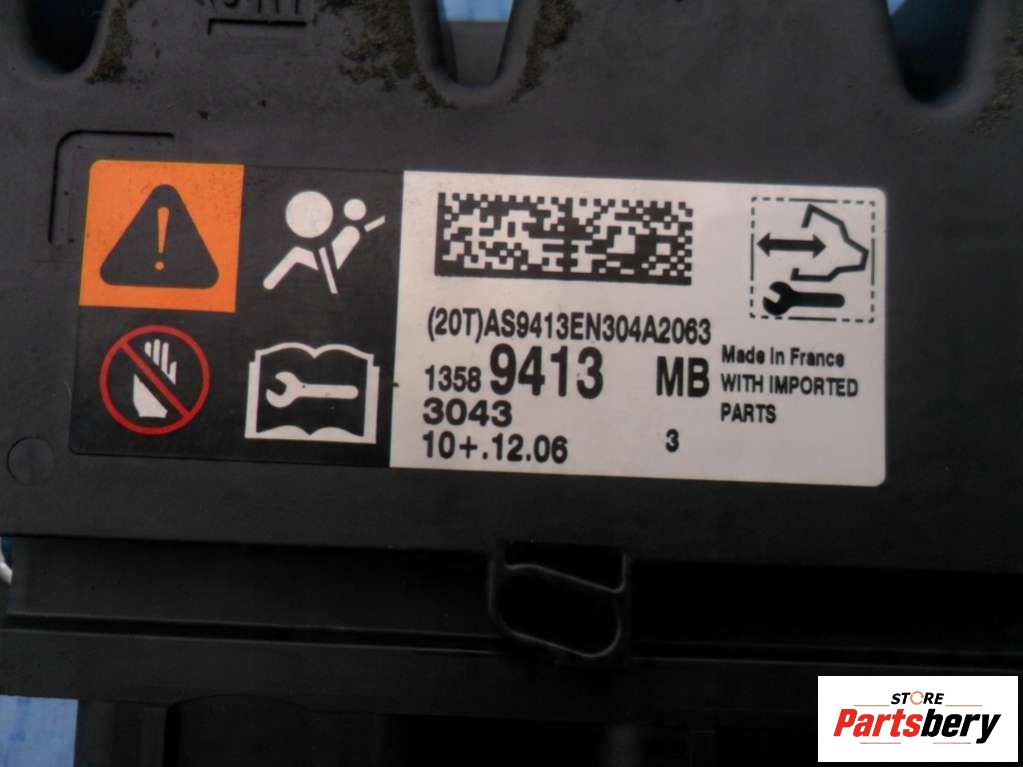 (20T)AS9413EN304A2063
1358 9413 MB
3043
10+.12.06 3
Made In France
WITH IMPORTED
PARTS
STORE
Partsbery